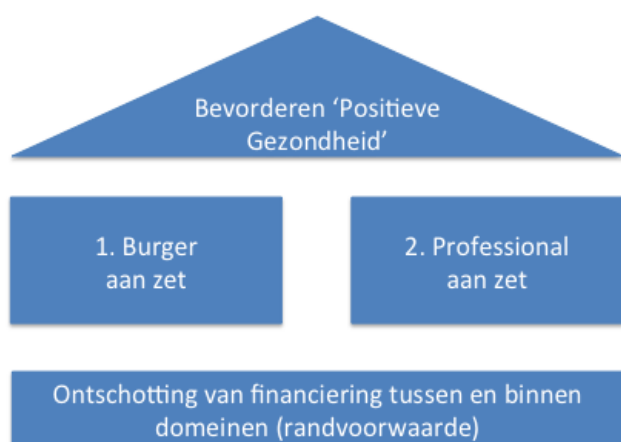 Bevorderen ‘Positieve
Gezondheid’
1. Burger
aan zet
2. Professional
aan zet
Ontschotting van financiering tussen en binnen
domeinen (randvoorwaarde)